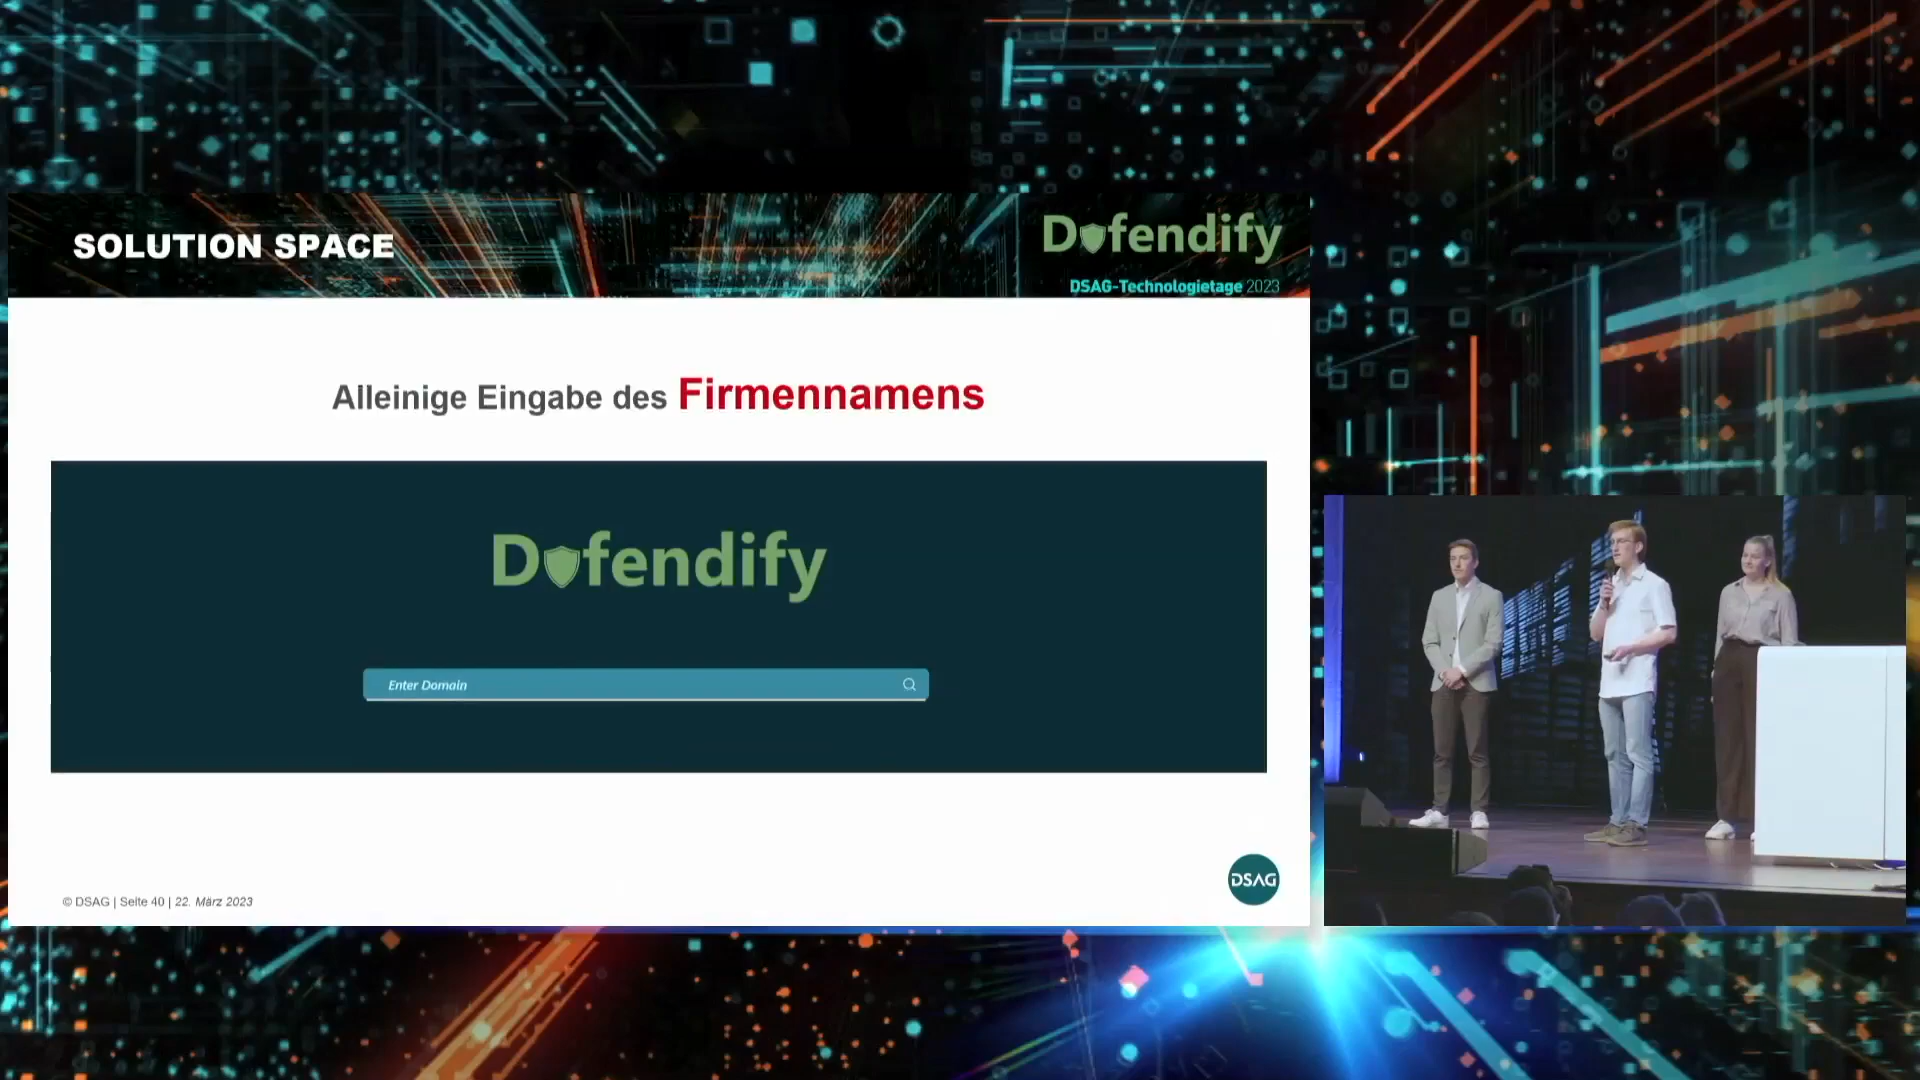 SOLUTION SPACE
Defendify
DSAG-Technologietage 2023
Alleinige Eingabe des Firmennamens
Defendify
Enter Domain
DSAG
© DSAG | Seite 40 | 22. März 2023